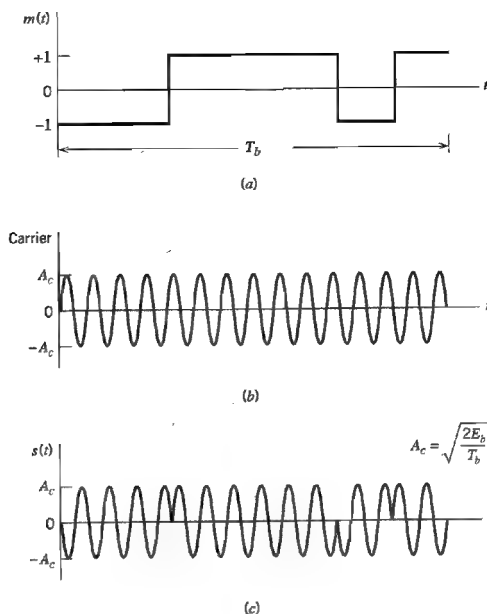 m(t)
+1
0
t
−1
T_b
(a)
Carrier
A_c
0
t
−A_c
(b)
s(t)
A_c = √(2E_b/T_b)
A_c
0
−A_c
(c)